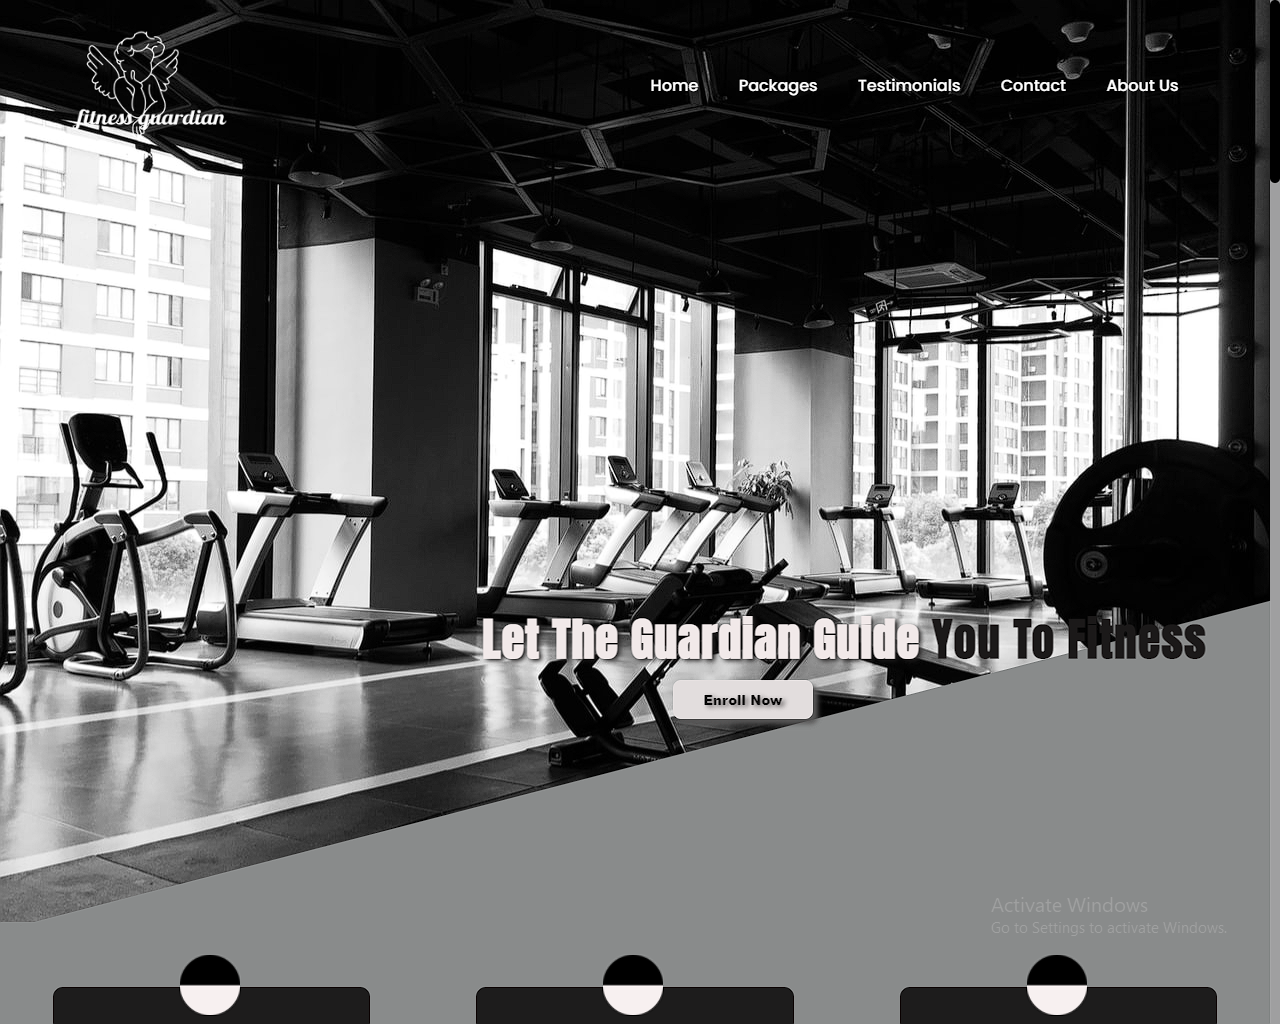 fitness guardian
Home Packages Testimonials Contact About Us
Let The Guardian Guide You To Fitness
Enroll Now
Activate Windows
Go to Settings to activate Windows.